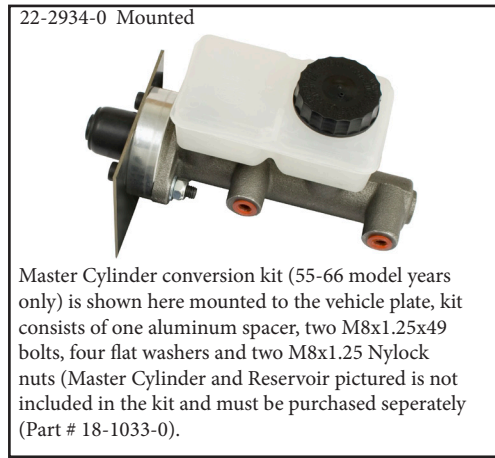 22-2934-0 Mounted
Master Cylinder conversion kit (55-66 model years
only) is shown here mounted to the vehicle plate, kit
consists of one aluminum spacer, two M8x1.25x49
bolts, four flat washers and two M8x1.25 Nylock
nuts (Master Cylinder and Reservoir pictured is not
included in the kit and must be purchased seperately
(Part # 18-1033-0).